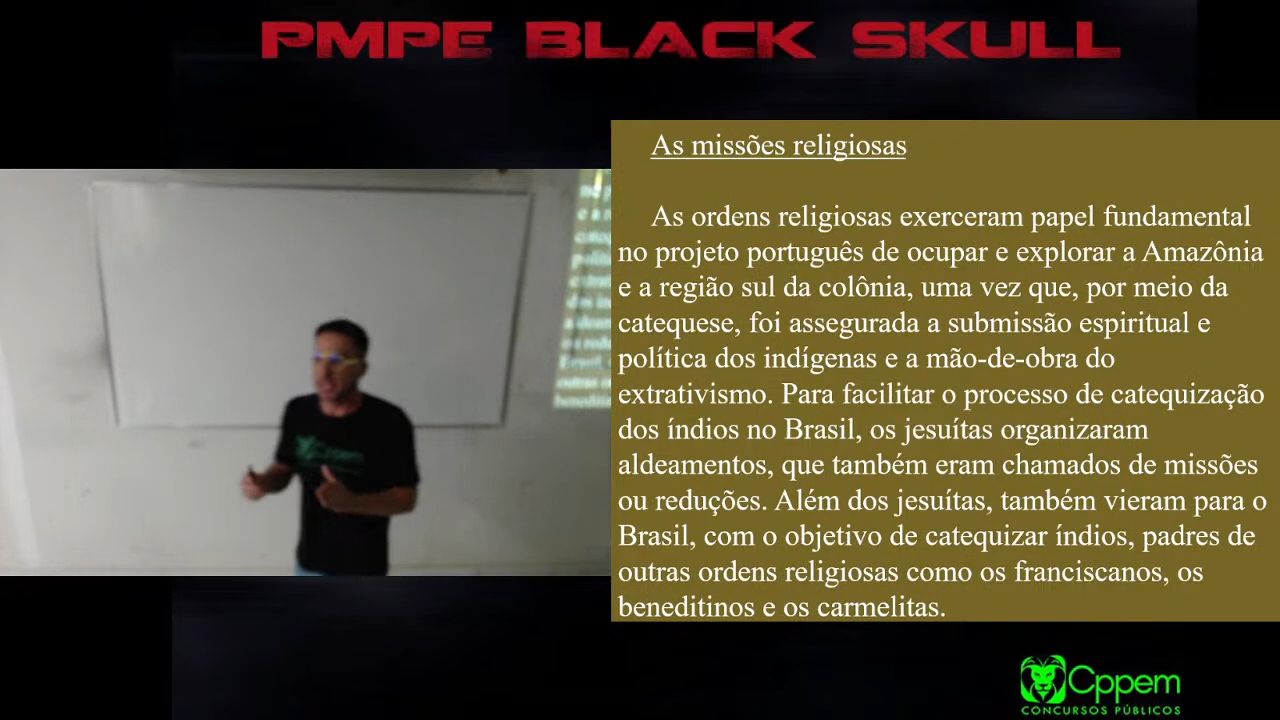 PMPE BLACK SKULL
As missões religiosas
As ordens religiosas exerceram papel fundamental
no projeto português de ocupar e explorar a Amazônia
e a região sul da colônia, uma vez que, por meio da
catequese, foi assegurada a submissão espiritual e
política dos indígenas e a mão-de-obra do
extrativismo. Para facilitar o processo de catequização
dos índios no Brasil, os jesuítas organizaram
aldeamentos, que também eram chamados de missões
ou reduções. Além dos jesuítas, também vieram para o
Brasil, com o objetivo de catequizar índios, padres de
outras ordens religiosas como os franciscanos, os
beneditinos e os carmelitas.
Cppem
Cppem
CONCURSOS PÚBLICOS